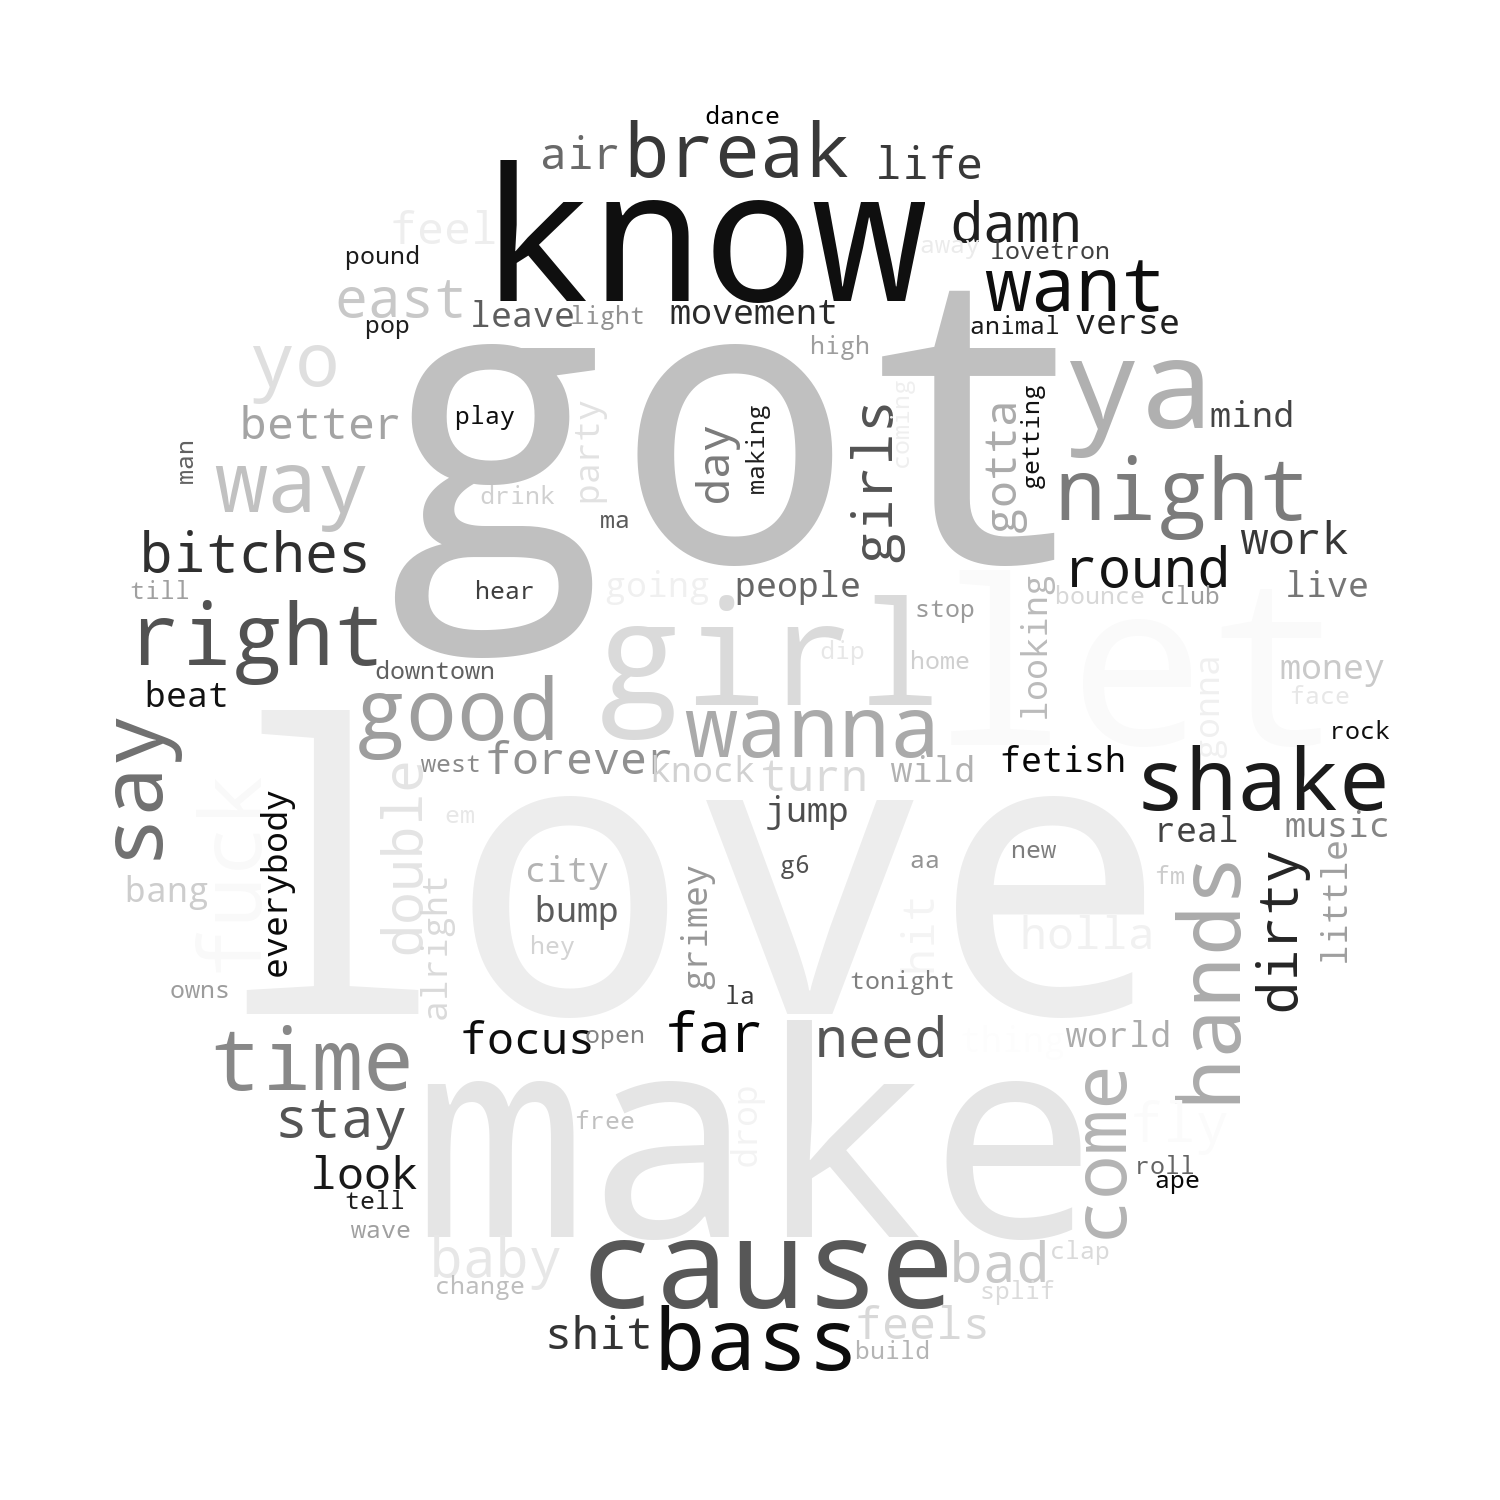 dance
air break life
know
feel
damn
away lovetron
pound
want
east
leave light movement
pop
animal verse
high
yo
got
ya
play
better
party
day
making
girls
coming
gotta
getting
mind
man
way
drink
ma
night
bitches
work
till
hear
going people
round
live
let
looking
bounce club
right
girl
stop
dip
home
gonna
money
face
downtown
beat
good
wanna
say
west forever
knock turn wild
fetish
rock
shake
fuck
everybody
double
em
jump
real
music
city
g6
aa
new
love
bang
bump
alright
hey
grimey
hit
holla
fm
hands
dirty
little
owns
la
tonight
time
focus open far need
thing world
stay
make
free
drop
come
fly
look
tell
roll
ape
wave
baby
cause
bad clap
change
splif
shit bass feels
build